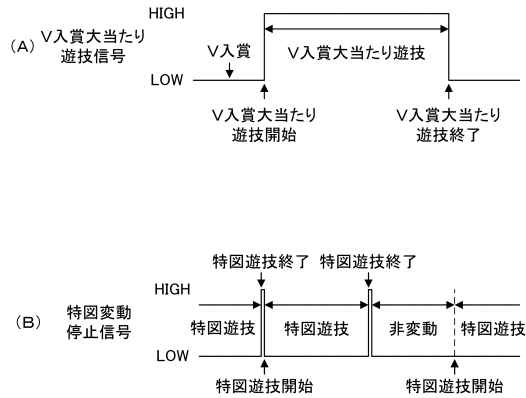 (A)
V入賞大当たり
遊技信号
HIGH
LOW
V入賞
V入賞大当たり遊技
V入賞大当たり
遊技開始
V入賞大当たり
遊技終了
(B)
特図変動
停止信号
特図遊技終了 特図遊技終了
HIGH
LOW
特図遊技 特図遊技 非変動 特図遊技
特図遊技開始 特図遊技開始